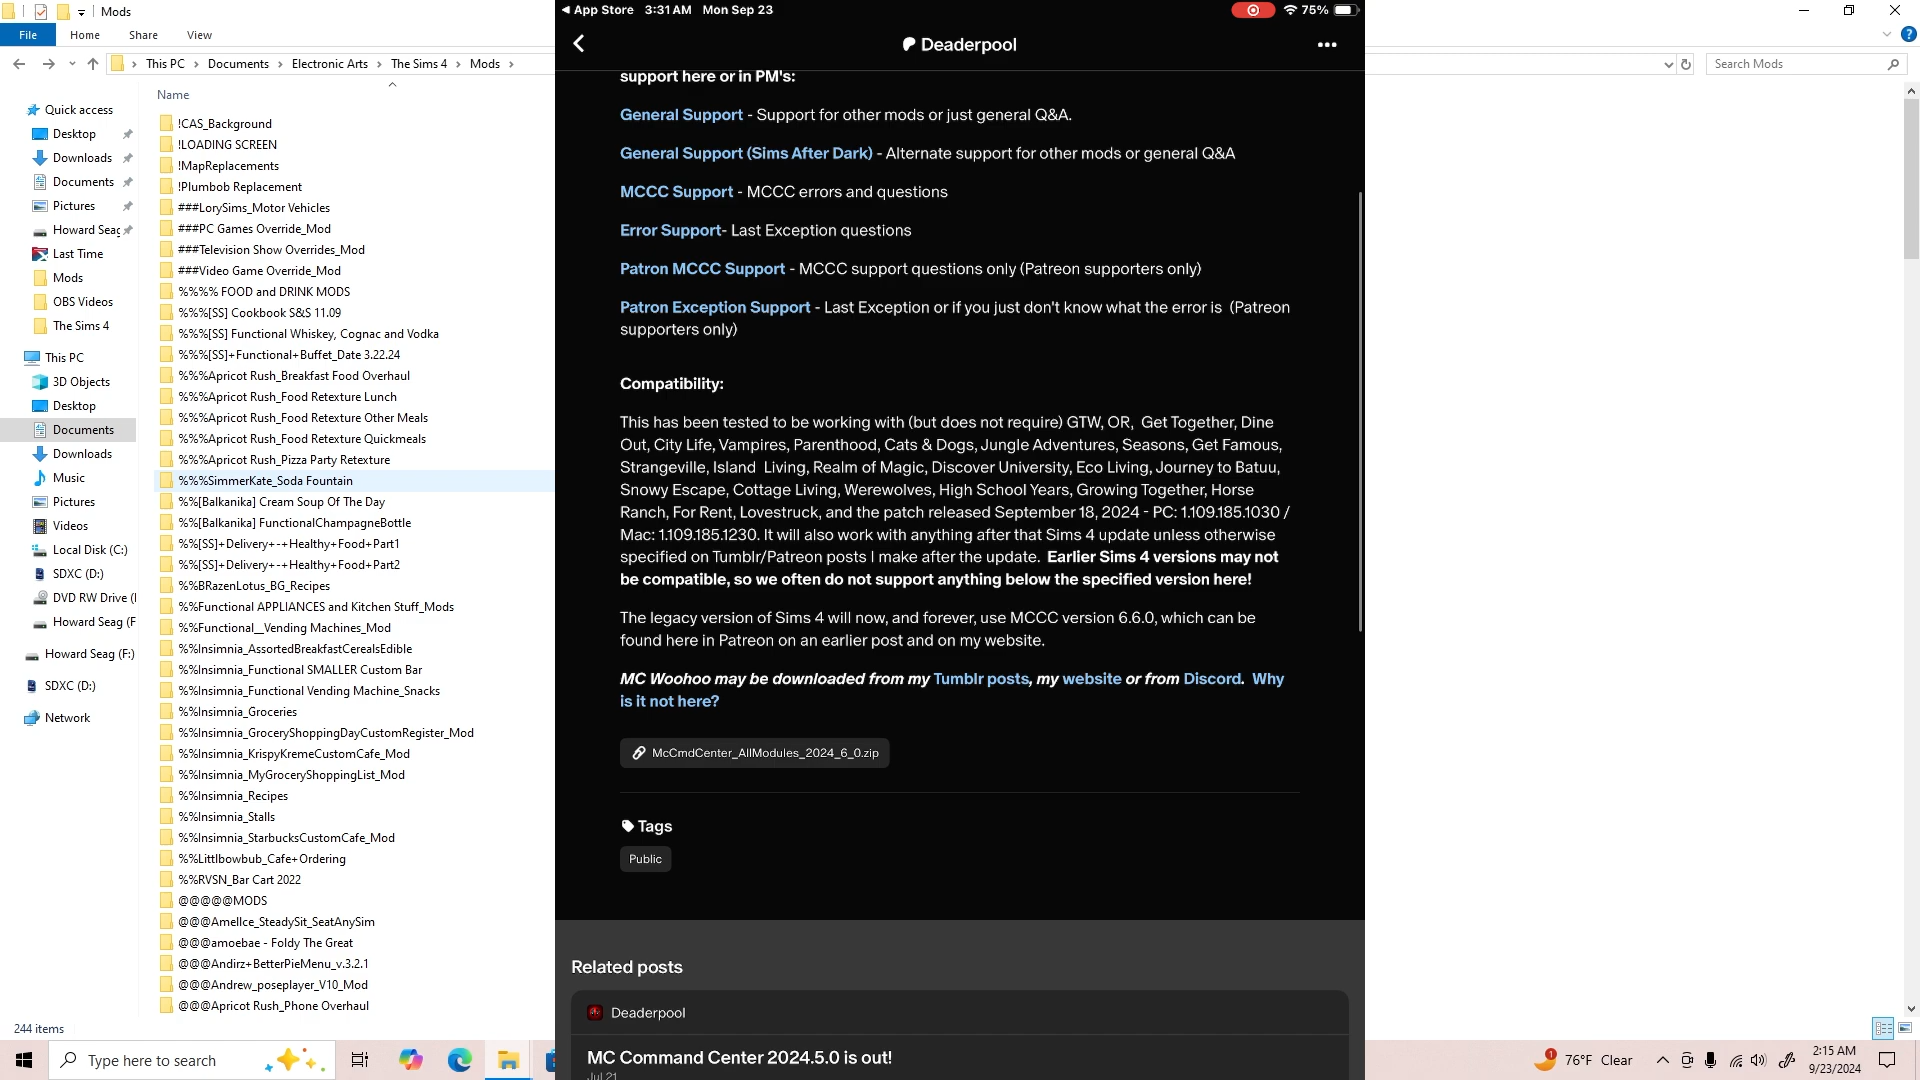 Mods
File
Home
Share
View
This PC
Documents
Electronic Arts
The Sims 4
Mods
Search Mods
Quick access
Desktop
Downloads
Documents
Pictures
Howard Seag
Last Time
Mods
OBS Videos
The Sims 4
This PC
3D Objects
Desktop
Documents
Downloads
Music
Pictures
Videos
Local Disk (C:)
SDXC (D:)
DVD RW Drive (
Howard Seag (F
Howard Seag (F:)
SDXC (D:)
Network
Name
!CAS_Background
!LOADING SCREEN
!MapReplacements
!Plumbob Replacement
###LorySims_Motor Vehicles
###PC Games Override_Mod
###Television Show Overrides_Mod
###Video Game Override_Mod
%%%% FOOD and DRINK MODS
%%%[SS] Cookbook S&S 11.09
%%%[SS] Functional Whiskey, Cognac and Vodka
%%%[SS]+Functional+Buffet_Date 3.22.24
%%%Apricot Rush_Breakfast Food Overhaul
%%%Apricot Rush_Food Retexture Lunch
%%%Apricot Rush_Food Retexture Other Meals
%%%Apricot Rush_Food Retexture Quickmeals
%%%Apricot Rush_Pizza Party Retexture
%%%SimmerKate_Soda Fountain
%%[Balkanika] Cream Soup Of The Day
%%[Balkanika] FunctionalChampagneBottle
%%[SS]+Delivery+-+Healthy+Food+Part1
%%[SS]+Delivery+-+Healthy+Food+Part2
%%BRazenLotus_BG_Recipes
%%Functional APPLIANCES and Kitchen Stuff_Mods
%%Functional__Vending Machines_Mod
%%Insimnia_AssortedBreakfastCerealsEdible
%%Insimnia_Functional SMALLER Custom Bar
%%Insimnia_Functional Vending Machine_Snacks
%%Insimnia_Groceries
%%Insimnia_GroceryShoppingDayCustomRegister_Mod
%%Insimnia_KrispyKremeCustomCafe_Mod
%%Insimnia_MyGroceryShoppingList_Mod
%%Insimnia_Recipes
%%Insimnia_Stalls
%%Insimnia_StarbucksCustomCafe_Mod
%%Littlbowbub_Cafe+Ordering
%%RVSN_Bar Cart 2022
@@@@@MODS
@@@Amellce_SteadySit_SeatAnySim
@@@amoebae - Foldy The Great
@@@Andirz+BetterPieMenu_v.3.2.1
@@@Andrew_poseplayer_V10_Mod
@@@Apricot Rush_Phone Overhaul
244 items
App Store 3:31 AM Mon Sep 23
75%
Deaderpool
support here or in PM's:
General Support - Support for other mods or just general Q&A.
General Support (Sims After Dark) - Alternate support for other mods or general Q&A
MCCC Support - MCCC errors and questions
Error Support- Last Exception questions
Patron MCCC Support - MCCC support questions only (Patreon supporters only)
Patron Exception Support - Last Exception or if you just don't know what the error is (Patreon
supporters only)
Compatibility:
This has been tested to be working with (but does not require) GTW, OR, Get Together, Dine
Out, City Life, Vampires, Parenthood, Cats & Dogs, Jungle Adventures, Seasons, Get Famous,
Strangeville, Island Living, Realm of Magic, Discover University, Eco Living, Journey to Batuu,
Snowy Escape, Cottage Living, Werewolves, High School Years, Growing Together, Horse
Ranch, For Rent, Lovestruck, and the patch released September 18, 2024 - PC: 1.109.185.1030 /
Mac: 1.109.185.1230. It will also work with anything after that Sims 4 update unless otherwise
specified on Tumblr/Patreon posts I make after the update. Earlier Sims 4 versions may not
be compatible, so we often do not support anything below the specified version here!
The legacy version of Sims 4 will now, and forever, use MCCC version 6.6.0, which can be
found here in Patreon on an earlier post and on my website.
MC Woohoo may be downloaded from my Tumblr posts, my website or from Discord. Why
is it not here?
McCmdCenter_AllModules_2024_6_0.zip
Tags
Public
Related posts
Deaderpool
MC Command Center 2024.5.0 is out!
Jul 21
Type here to search
1
76°F Clear
2:15 AM
9/23/2024